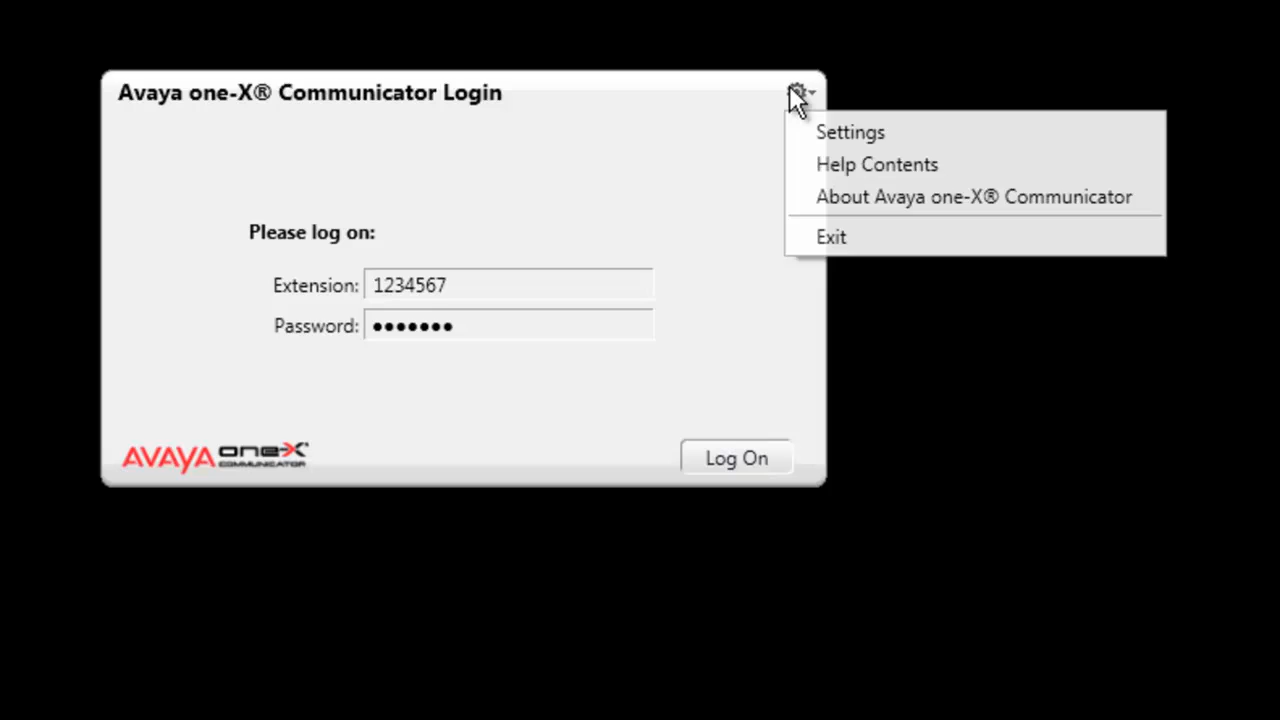 Avaya one-X® Communicator Login
Settings
Help Contents
About Avaya one-X® Communicator
Exit
Please log on:
Extension: 1234567
Password: ●●●●●●●
AVAYA one-X®
COMMUNICATOR
Log On